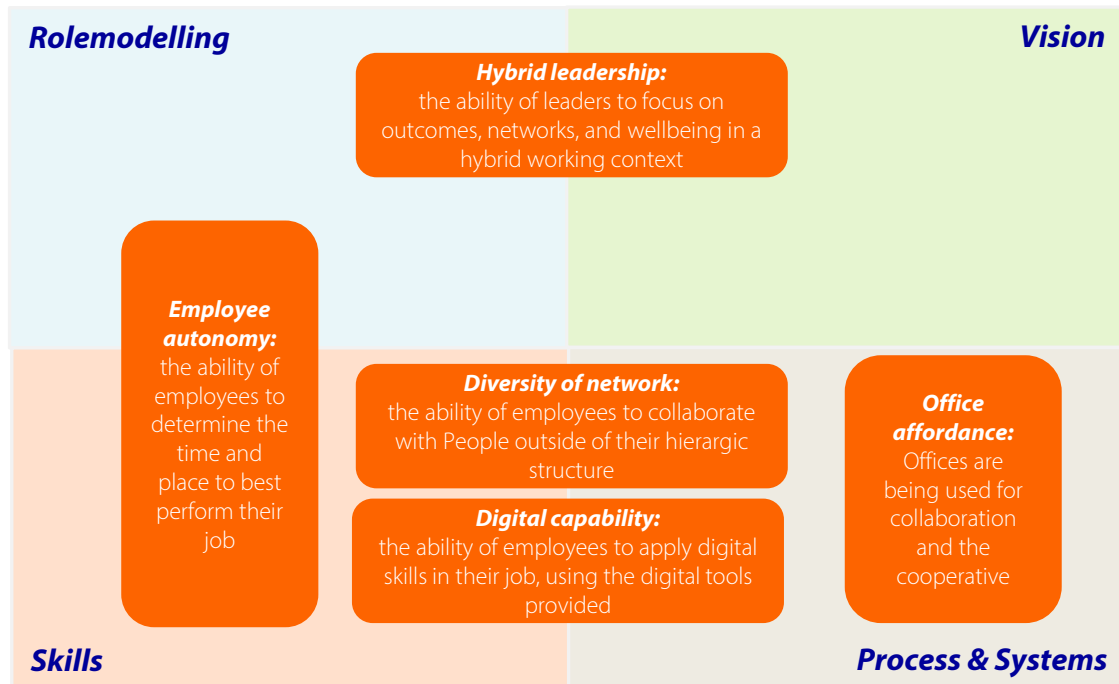 Rolemodelling
Vision
Hybrid leadership:
the ability of leaders to focus on
outcomes, networks, and wellbeing in a
hybrid working context
Employee
autonomy:
the ability of
employees to
determine the
time and
place to best
perform their
job
Diversity of network:
the ability of employees to collaborate
with People outside of their hierargic
structure
Digital capability:
the ability of employees to apply digital
skills in their job, using the digital tools
provided
Office
affordance:
Offices are
being used for
collaboration
and the
cooperative
Skills
Process & Systems